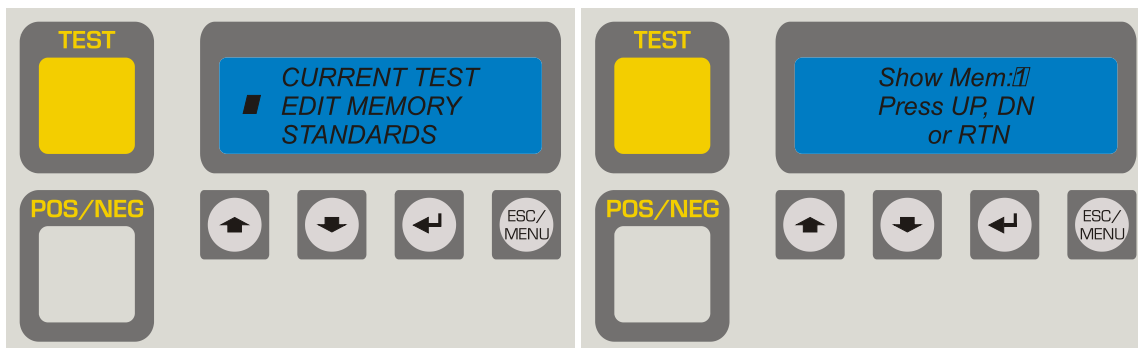 TEST
CURRENT TEST
EDIT MEMORY
STANDARDS
POS/NEG
ESC/
MENU
TEST
Show Mem:1
Press UP, DN
or RTN
POS/NEG
ESC/
MENU